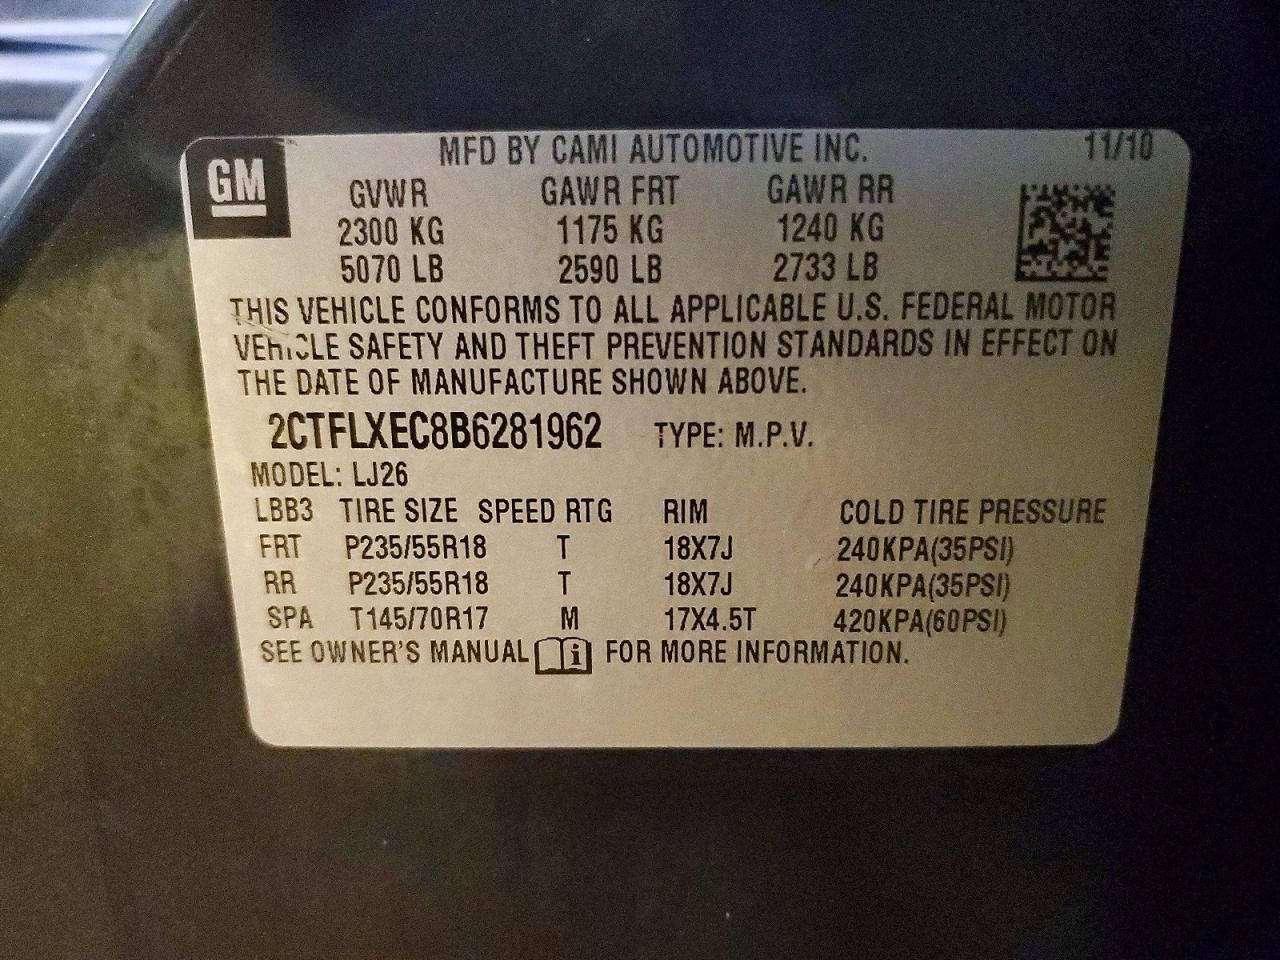 GM
MFD BY CAMI AUTOMOTIVE INC. 11/10
GVWR GAWR FRT GAWR RR
2300 KG 1175 KG 1240 KG
5070 LB 2590 LB 2733 LB
THIS VEHICLE CONFORMS TO ALL APPLICABLE U.S. FEDERAL MOTOR
VEHICLE SAFETY AND THEFT PREVENTION STANDARDS IN EFFECT ON
THE DATE OF MANUFACTURE SHOWN ABOVE.
2CTFLXEC8B6281962 TYPE: M.P.V.
MODEL: LJ26
LBB3 TIRE SIZE SPEED RTG RIM COLD TIRE PRESSURE
FRT P235/55R18 T 18X7J 240KPA(35PSI)
RR P235/55R18 T 18X7J 240KPA(35PSI)
SPA T145/70R17 M 17X4.5T 420KPA(60PSI)
SEE OWNER'S MANUAL i FOR MORE INFORMATION.